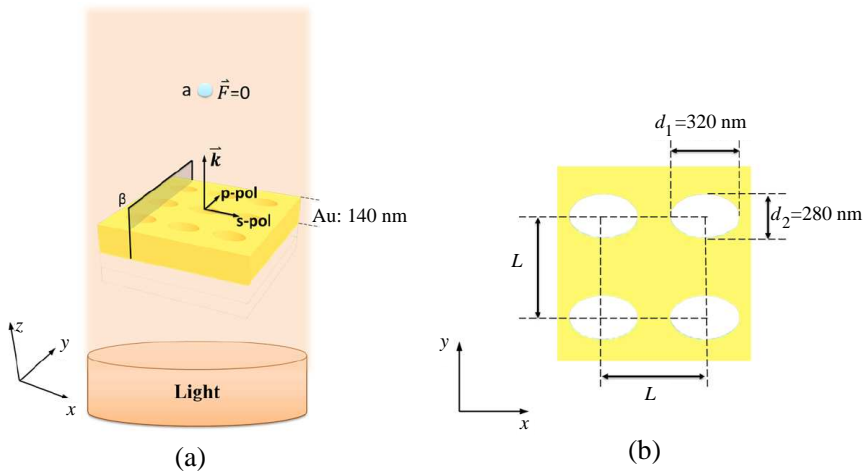 a F⃗=0
k⃗
p-pol
β
s-pol
Au: 140 nm
z
y
x
Light
(a)
d₁=320 nm
d₂=280 nm
L
L
y
x
(b)